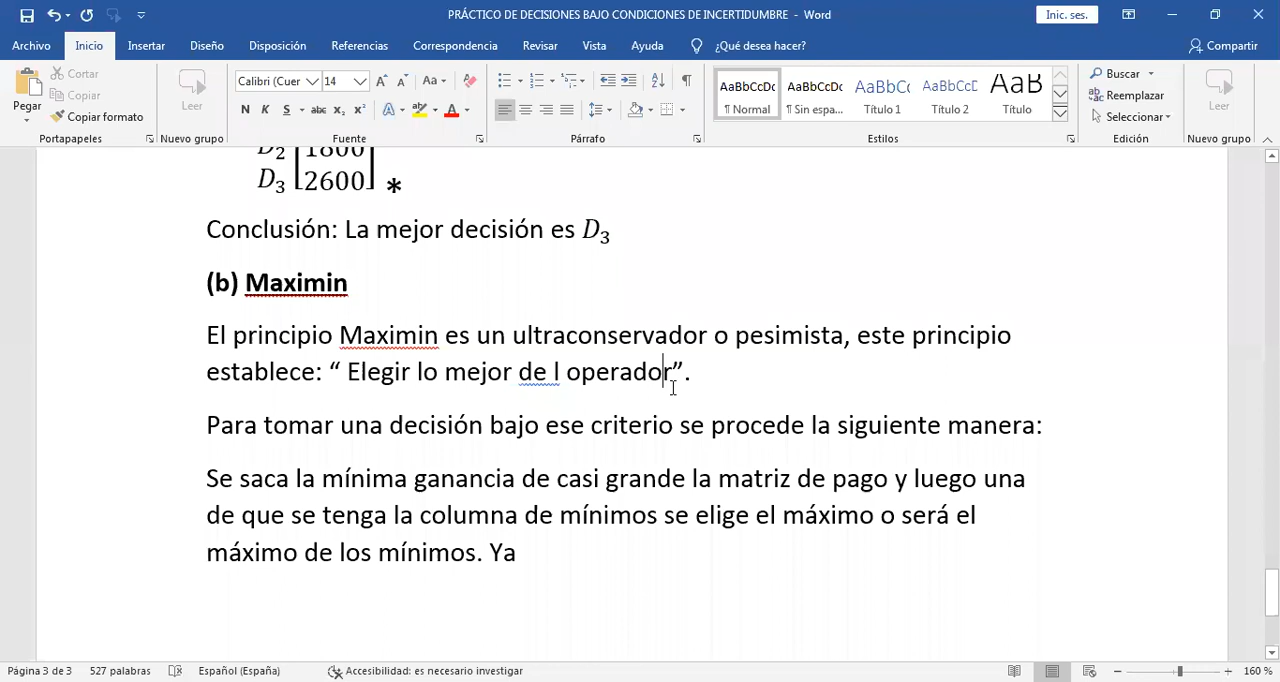 PRÁCTICO DE DECISIONES BAJO CONDICIONES DE INCERTIDUMBRE - Word
Inic. ses.
Archivo Inicio Insertar Diseño Disposición Referencias Correspondencia Revisar Vista Ayuda ¿Qué desea hacer? Compartir
Pegar
Cortar
Copiar
Copiar formato
Portapapeles
Leer
Nuevo grupo
Calibri (Cuer 14
Aa
N K S abc x₂ x²
Fuente
Párrafo
AaBbCcDc AaBbCcDc AaBbCc AaBbCcD AaB
¶ Normal ¶ Sin espa... Título 1 Título 2 Título
Estilos
Buscar
Reemplazar
Seleccionar
Edición
Leer
Nuevo grupo
D₂ [1800]
D₃ [2600] *
Conclusión: La mejor decisión es D₃
(b) Maximin
El principio Maximin es un ultraconservador o pesimista, este principio
establece: “ Elegir lo mejor de l operador”.
Para tomar una decisión bajo ese criterio se procede la siguiente manera:
Se saca la mínima ganancia de casi grande la matriz de pago y luego una
de que se tenga la columna de mínimos se elige el máximo o será el
máximo de los mínimos. Ya
Página 3 de 3 527 palabras Español (España) Accesibilidad: es necesario investigar 160 %